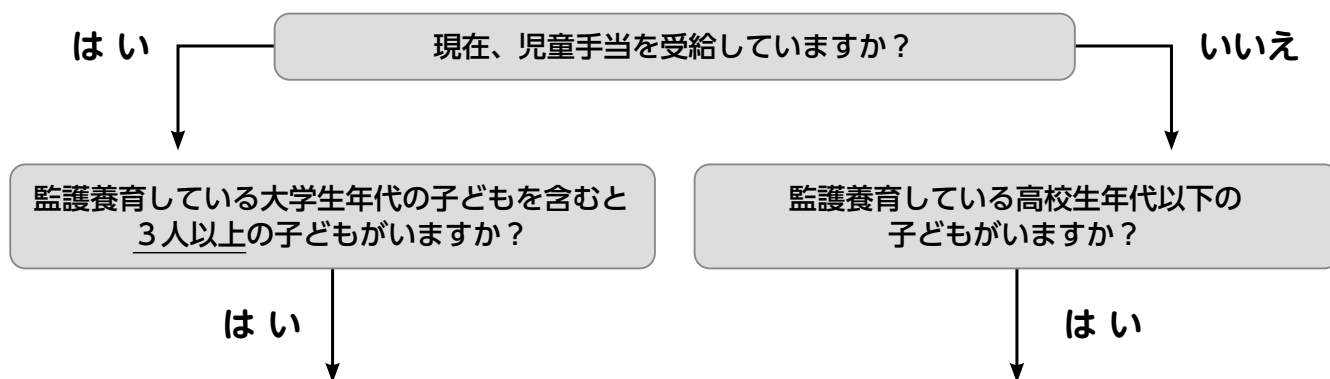 はい
現在、児童手当を受給していますか？
いいえ
監護養育している大学生年代の子どもを含むと
３人以上の子どもがいますか？
監護養育している高校生年代以下の
子どもがいますか？
はい
はい